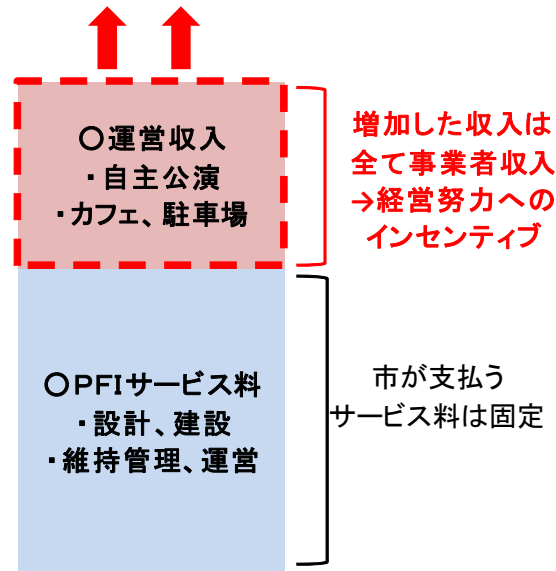 ○運営収入
・自主公演
・カフェ、駐車場
増加した収入は
全て事業者収入
→経営努力への
インセンティブ
○PFIサービス料
・設計、建設
・維持管理、運営
市が支払う
サービス料は固定